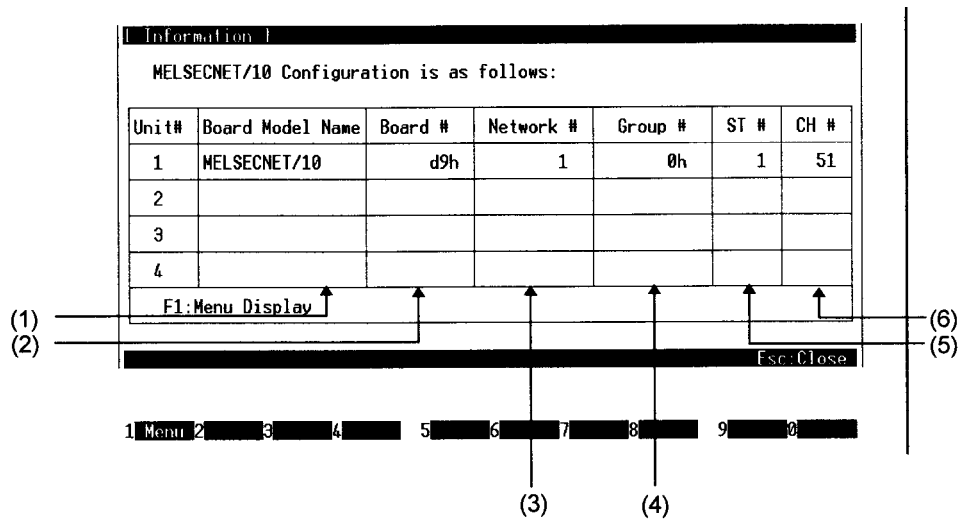 [ Information ]
MELSECNET/10 Configuration is as follows:
Unit# Board Model Name Board # Network # Group # ST # CH #
1 MELSECNET/10 d9h 1 0h 1 51
2
3
4
F1:Menu Display
(1) (6)
(2) (5)
Esc:Close
1 Menu 2 3 4 5 6 7 8 9 0
(3) (4)